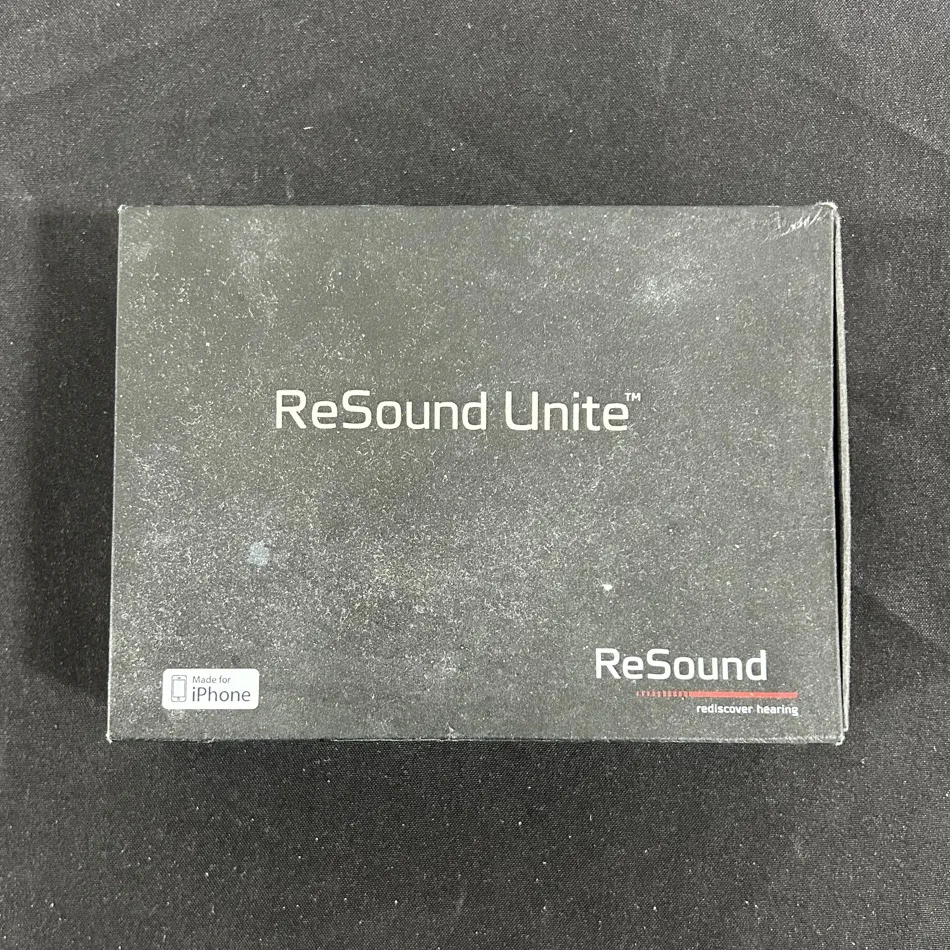 ReSound Unite™
Made for
iPhone
ReSound
rediscover hearing